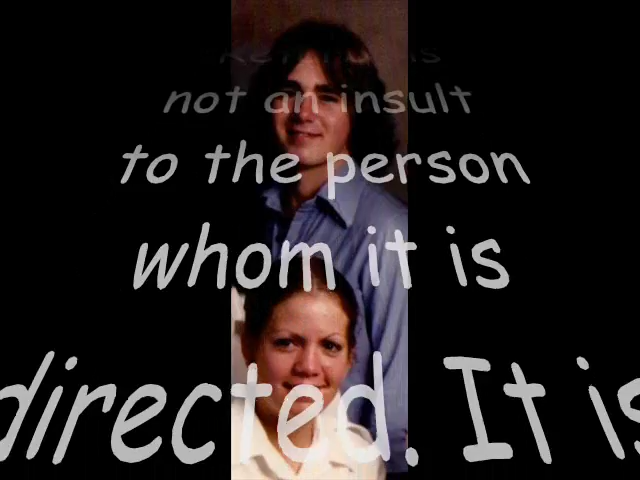 not an insult
to the person
whom it is
directed. It is